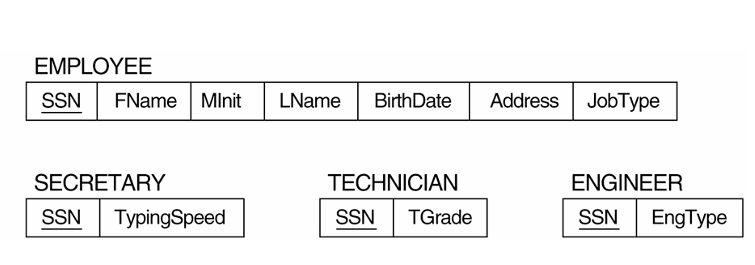 EMPLOYEE
SSN FName MInit LName BirthDate Address JobType
SECRETARY TECHNICIAN ENGINEER
SSN TypingSpeed SSN TGrade SSN EngType